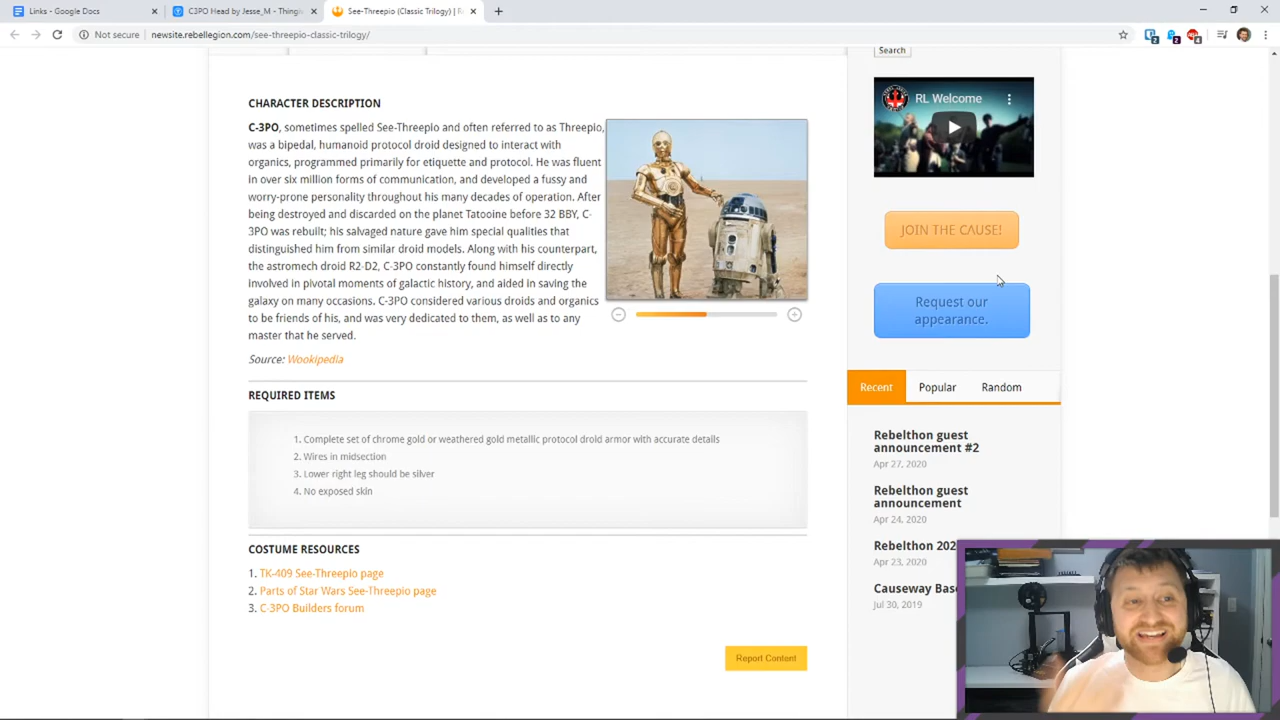 Links - Google Docs
C3PO Head by Jesse_M - Thingi
See-Threepio (Classic Trilogy) | R
Not secure
newsite.rebellegion.com/see-threepio-classic-trilogy/
2
2
4
Search
CHARACTER DESCRIPTION
C-3PO, sometimes spelled See-Threepio and often referred to as Threepio,
was a bipedal, humanoid protocol droid designed to interact with
organics, programmed primarily for etiquette and protocol. He was fluent
in over six million forms of communication, and developed a fussy and
worry-prone personality throughout his many decades of operation. After
being destroyed and discarded on the planet Tatooine before 32 BBY, C-
3PO was rebuilt; his salvaged nature gave him special qualities that
distinguished him from similar droid models. Along with his counterpart,
the astromech droid R2-D2, C-3PO constantly found himself directly
involved in pivotal moments of galactic history, and aided in saving the
galaxy on many occasions. C-3PO considered various droids and organics
to be friends of his, and was very dedicated to them, as well as to any
master that he served.
Source: Wookipedia
REQUIRED ITEMS
1. Complete set of chrome gold or weathered gold metallic protocol droid armor with accurate details
2. Wires in midsection
3. Lower right leg should be silver
4. No exposed skin
COSTUME RESOURCES
1. TK-409 See-Threepio page
2. Parts of Star Wars See-Threepio page
3. C-3PO Builders forum
Report Content
RL Welcome
JOIN THE CAUSE!
Request our
appearance.
Recent
Popular
Random
Rebelthon guest
announcement #2
Apr 27, 2020
Rebelthon guest
announcement
Apr 24, 2020
Rebelthon 202
Apr 23, 2020
Causeway Bas
Jul 30, 2019